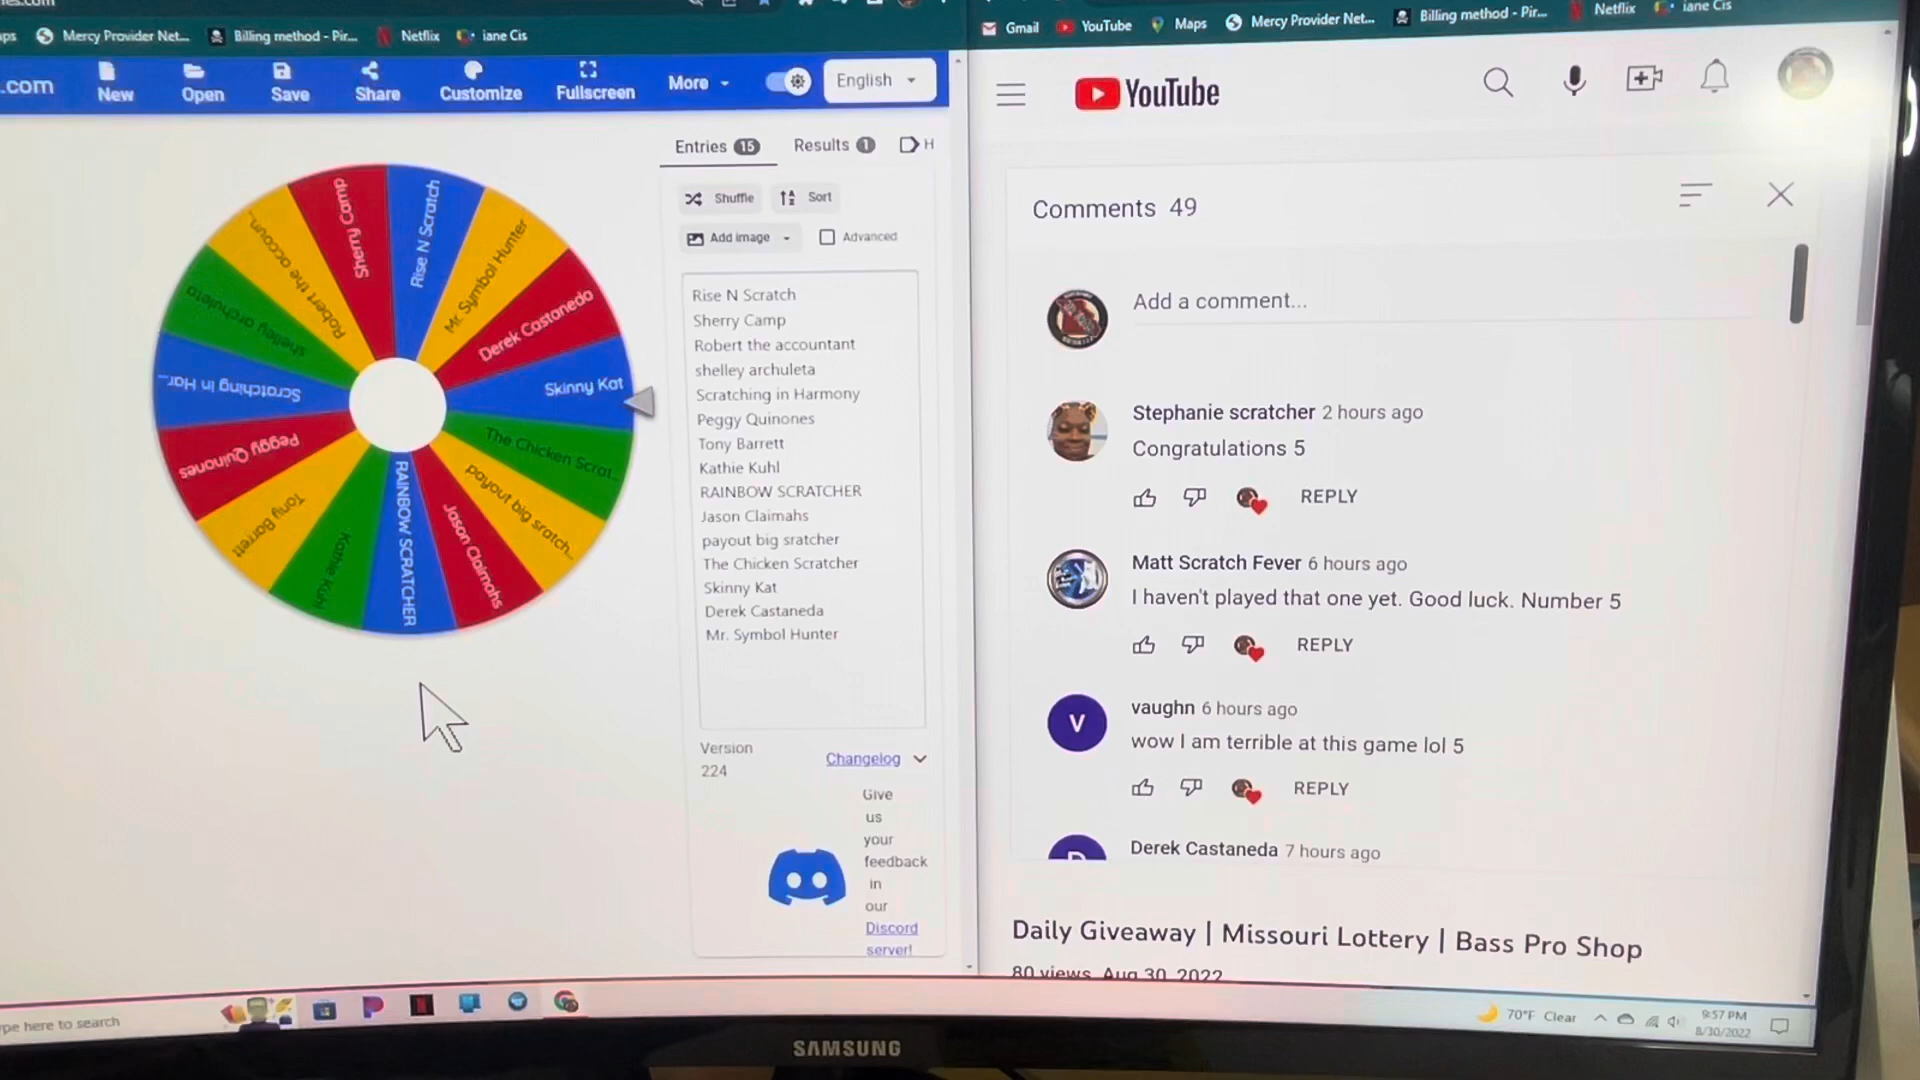 Mercy Provider Net...
Billing method - Pir...
Netflix
iane Cis
.com
New
Open
Save
Share
Customize
Fullscreen
More
English
Entries 15
Results 1
H
Shuffle
Sort
Add image
Advanced
Rise N Scratch
Sherry Camp
Robert the accountant
shelley archuleta
Scratching in Harmony
Peggy Quinones
Tony Barrett
Kathie Kuhl
RAINBOW SCRATCHER
Jason Claimahs
payout big sratcher
The Chicken Scratcher
Skinny Kat
Derek Castaneda
Mr. Symbol Hunter
Version
224
Changelog
Give
us
your
feedback
in
our
Discord
server!
Rise N Scratch
Mr. Symbol Hunter
Derek Castaneda
Skinny Kat
The Chicken Scrat...
payout big sratch...
Jason Claimahs
RAINBOW SCRATCHER
Kathie Kuhl
Tony Barrett
Peggy Quinones
Scratching in Har...
shelley archuleta
Robert the accoun...
Sherry Camp
Gmail
YouTube
Maps
Mercy Provider Net...
Billing method - Pir...
Netflix
iane Cis
YouTube
Comments 49
Add a comment...
Stephanie scratcher 2 hours ago
Congratulations 5
REPLY
Matt Scratch Fever 6 hours ago
I haven't played that one yet. Good luck. Number 5
REPLY
V
vaughn 6 hours ago
wow I am terrible at this game lol 5
REPLY
Derek Castaneda 7 hours ago
Daily Giveaway | Missouri Lottery | Bass Pro Shop
80 views Aug 30, 2022
here to search
70°F Clear
9:57 PM
8/30/2022
SAMSUNG